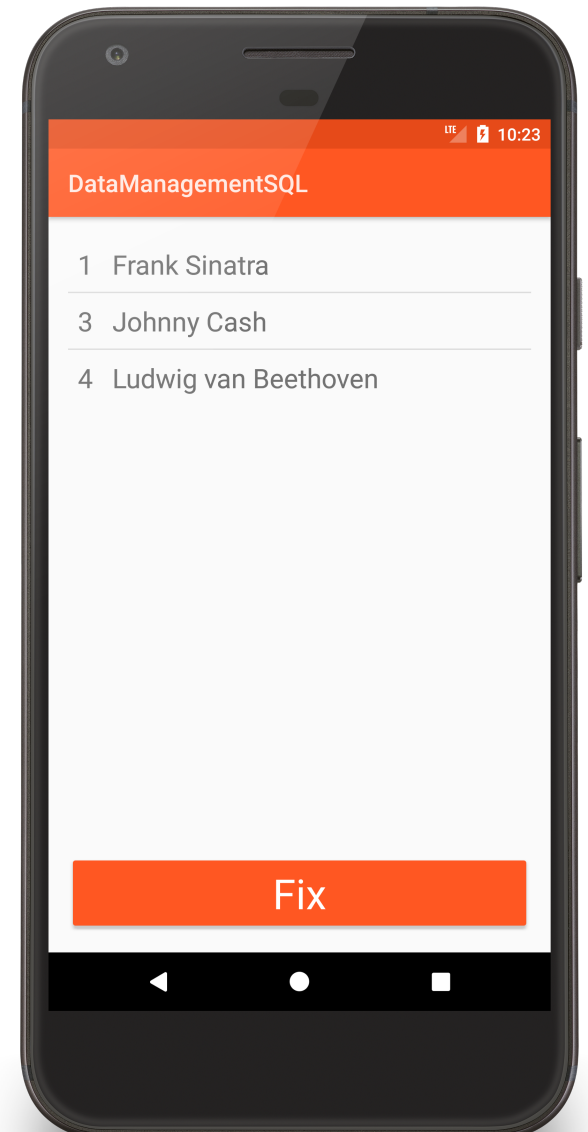 LTE 10:23
DataManagementSQL
1 Frank Sinatra
3 Johnny Cash
4 Ludwig van Beethoven
Fix